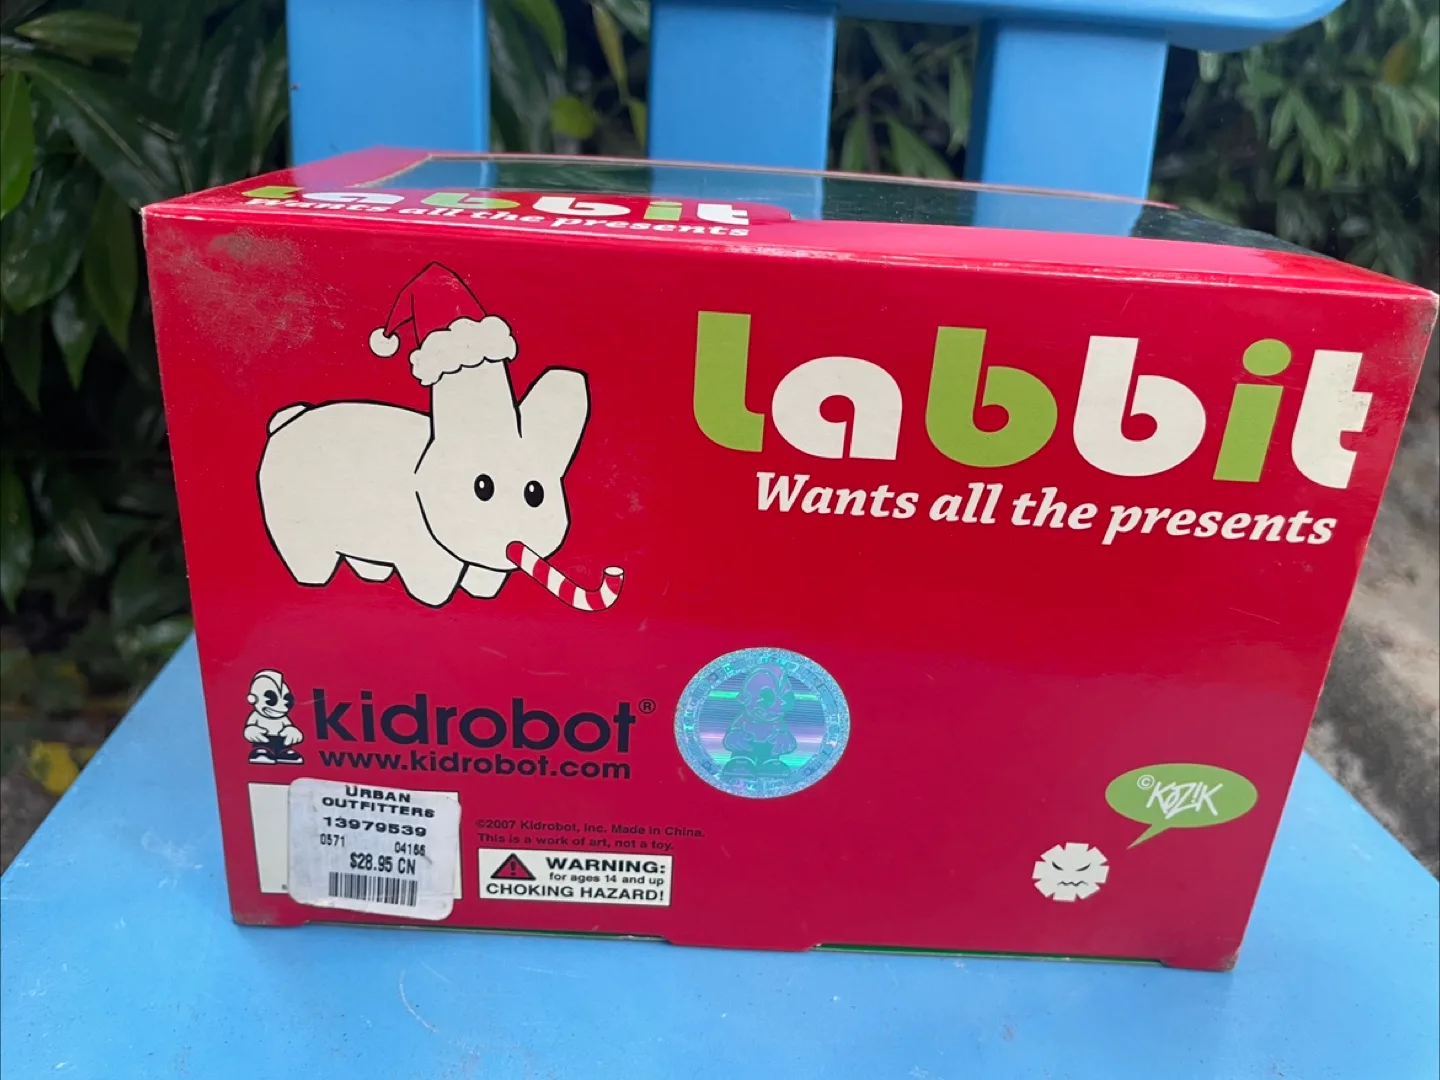 Labbit
Wants all the presents
Labbit
Wants all the presents
kidrobot®
www.kidrobot.com
URBAN
OUTFITTERS
13979539
0571 04166
$28.95 CN
©2007 Kidrobot, Inc. Made in China.
This is a work of art, not a toy.
WARNING:
for ages 14 and up
CHOKING HAZARD!
©KOZIK